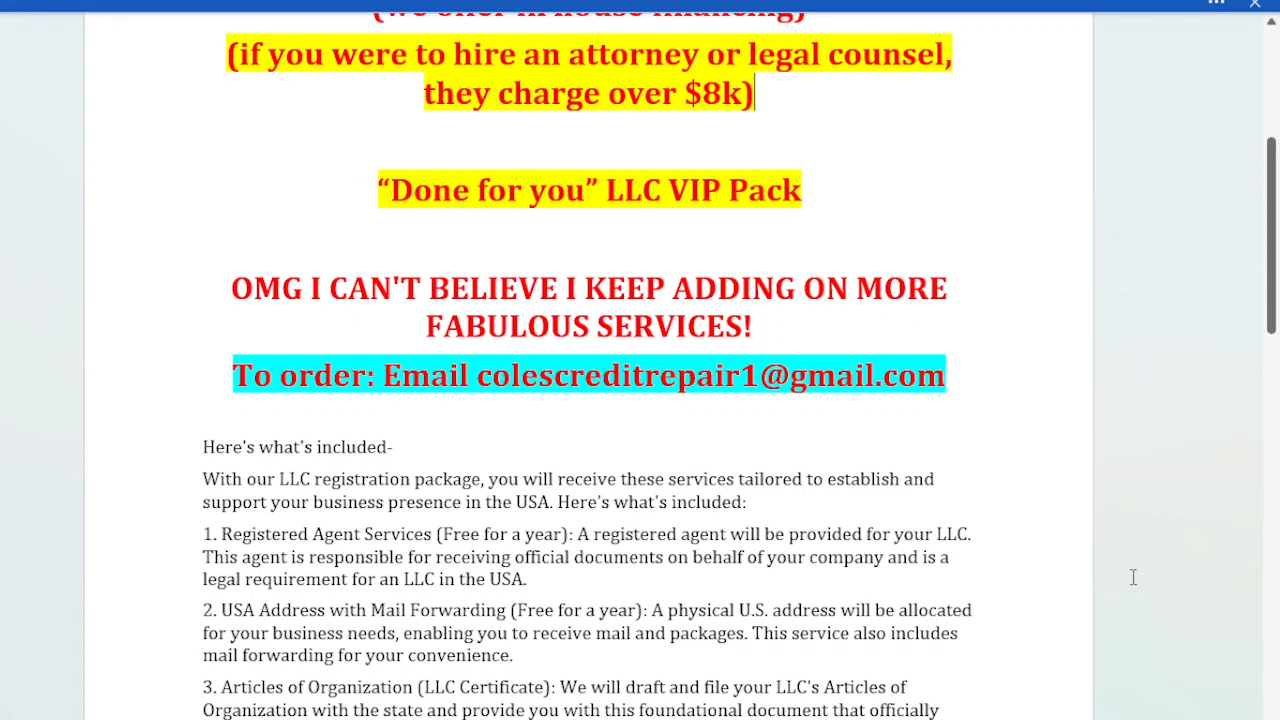 (we offer in house financing)
(if you were to hire an attorney or legal counsel,
they charge over $8k)
“Done for you” LLC VIP Pack
OMG I CAN'T BELIEVE I KEEP ADDING ON MORE
FABULOUS SERVICES!
To order: Email colescreditrepair1@gmail.com
Here's what's included-
With our LLC registration package, you will receive these services tailored to establish and
support your business presence in the USA. Here's what's included:
1. Registered Agent Services (Free for a year): A registered agent will be provided for your LLC.
This agent is responsible for receiving official documents on behalf of your company and is a
legal requirement for an LLC in the USA.
2. USA Address with Mail Forwarding (Free for a year): A physical U.S. address will be allocated
for your business needs, enabling you to receive mail and packages. This service also includes
mail forwarding for your convenience.
3. Articles of Organization (LLC Certificate): We will draft and file your LLC's Articles of
Organization with the state and provide you with this foundational document that officially